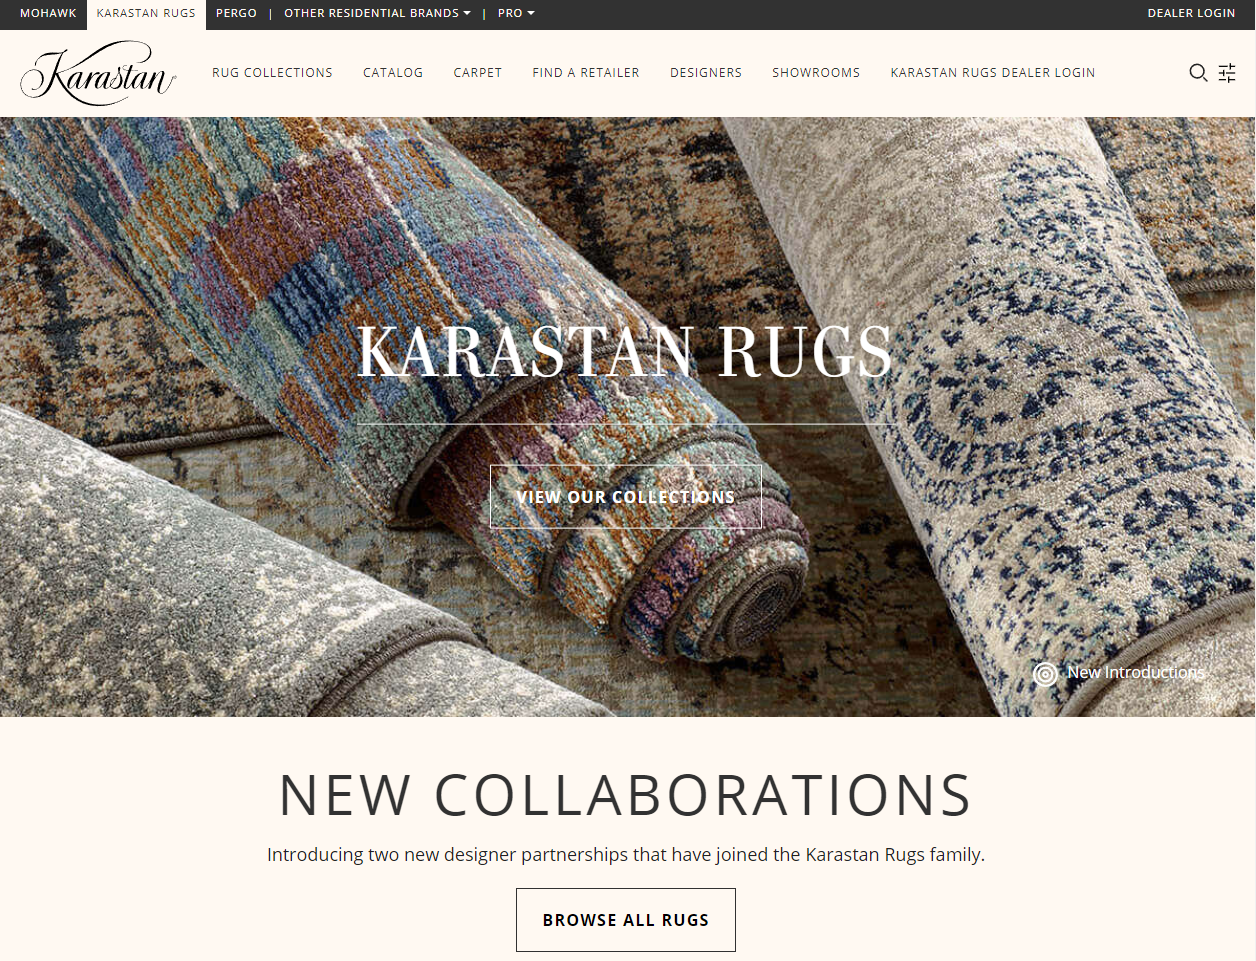 MOHAWK KARASTAN RUGS PERGO | OTHER RESIDENTIAL BRANDS | PRO DEALER LOGIN
Karastan RUG COLLECTIONS CATALOG CARPET FIND A RETAILER DESIGNERS SHOWROOMS KARASTAN RUGS DEALER LOGIN
KARASTAN RUGS
VIEW OUR COLLECTIONS
New Introductions
NEW COLLABORATIONS
Introducing two new designer partnerships that have joined the Karastan Rugs family.
BROWSE ALL RUGS